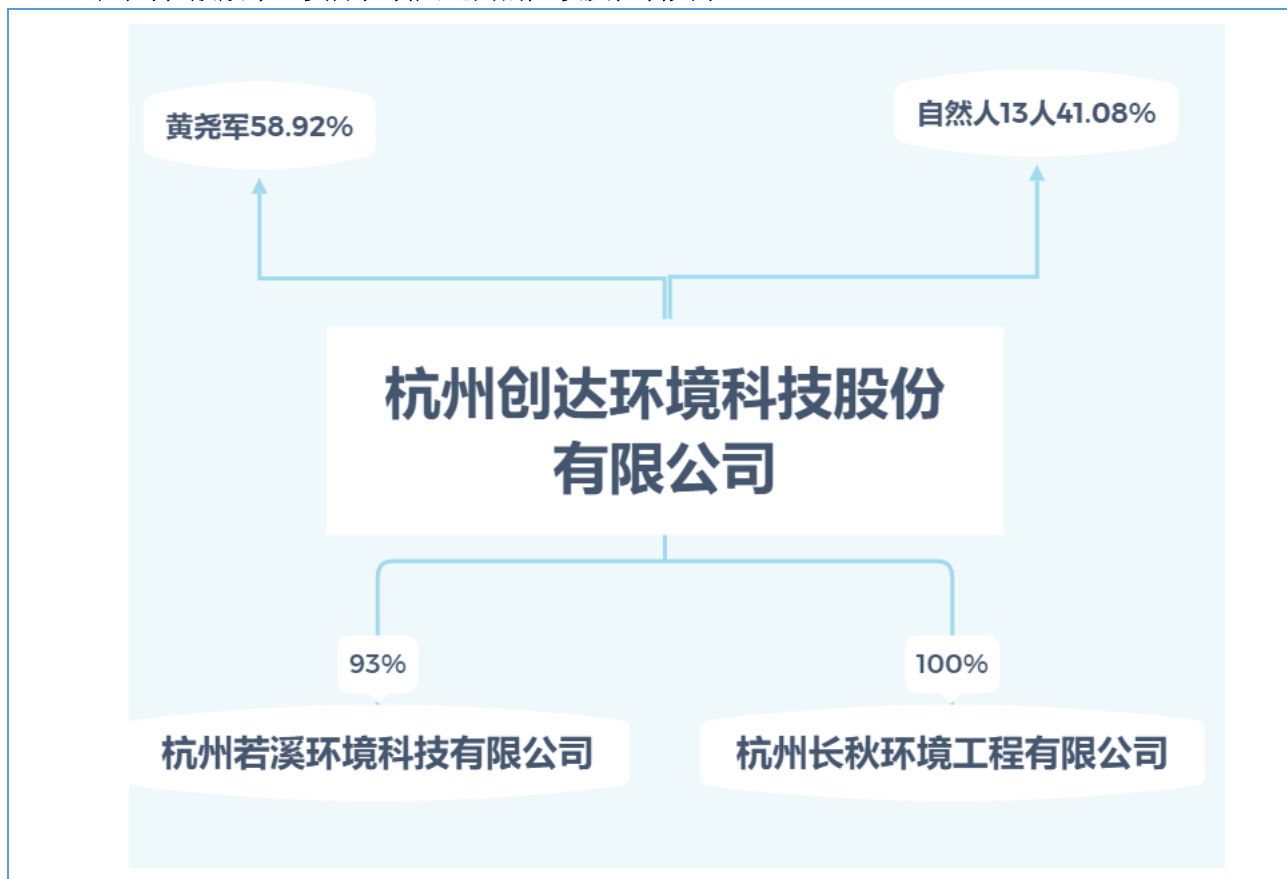 黄尧军58.92%
自然人13人41.08%
杭州创达环境科技股份
有限公司
93%
100%
杭州若溪环境科技有限公司
杭州长秋环境工程有限公司